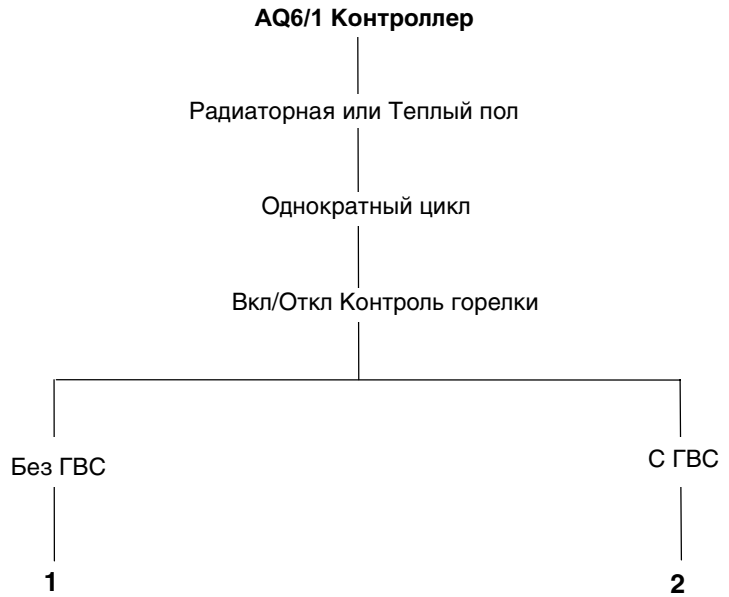 AQ6/1 Контроллер
Радиаторная или Теплый пол
Однократный цикл
Вкл/Откл Контроль горелки
Без ГВС
С ГВС
1
2